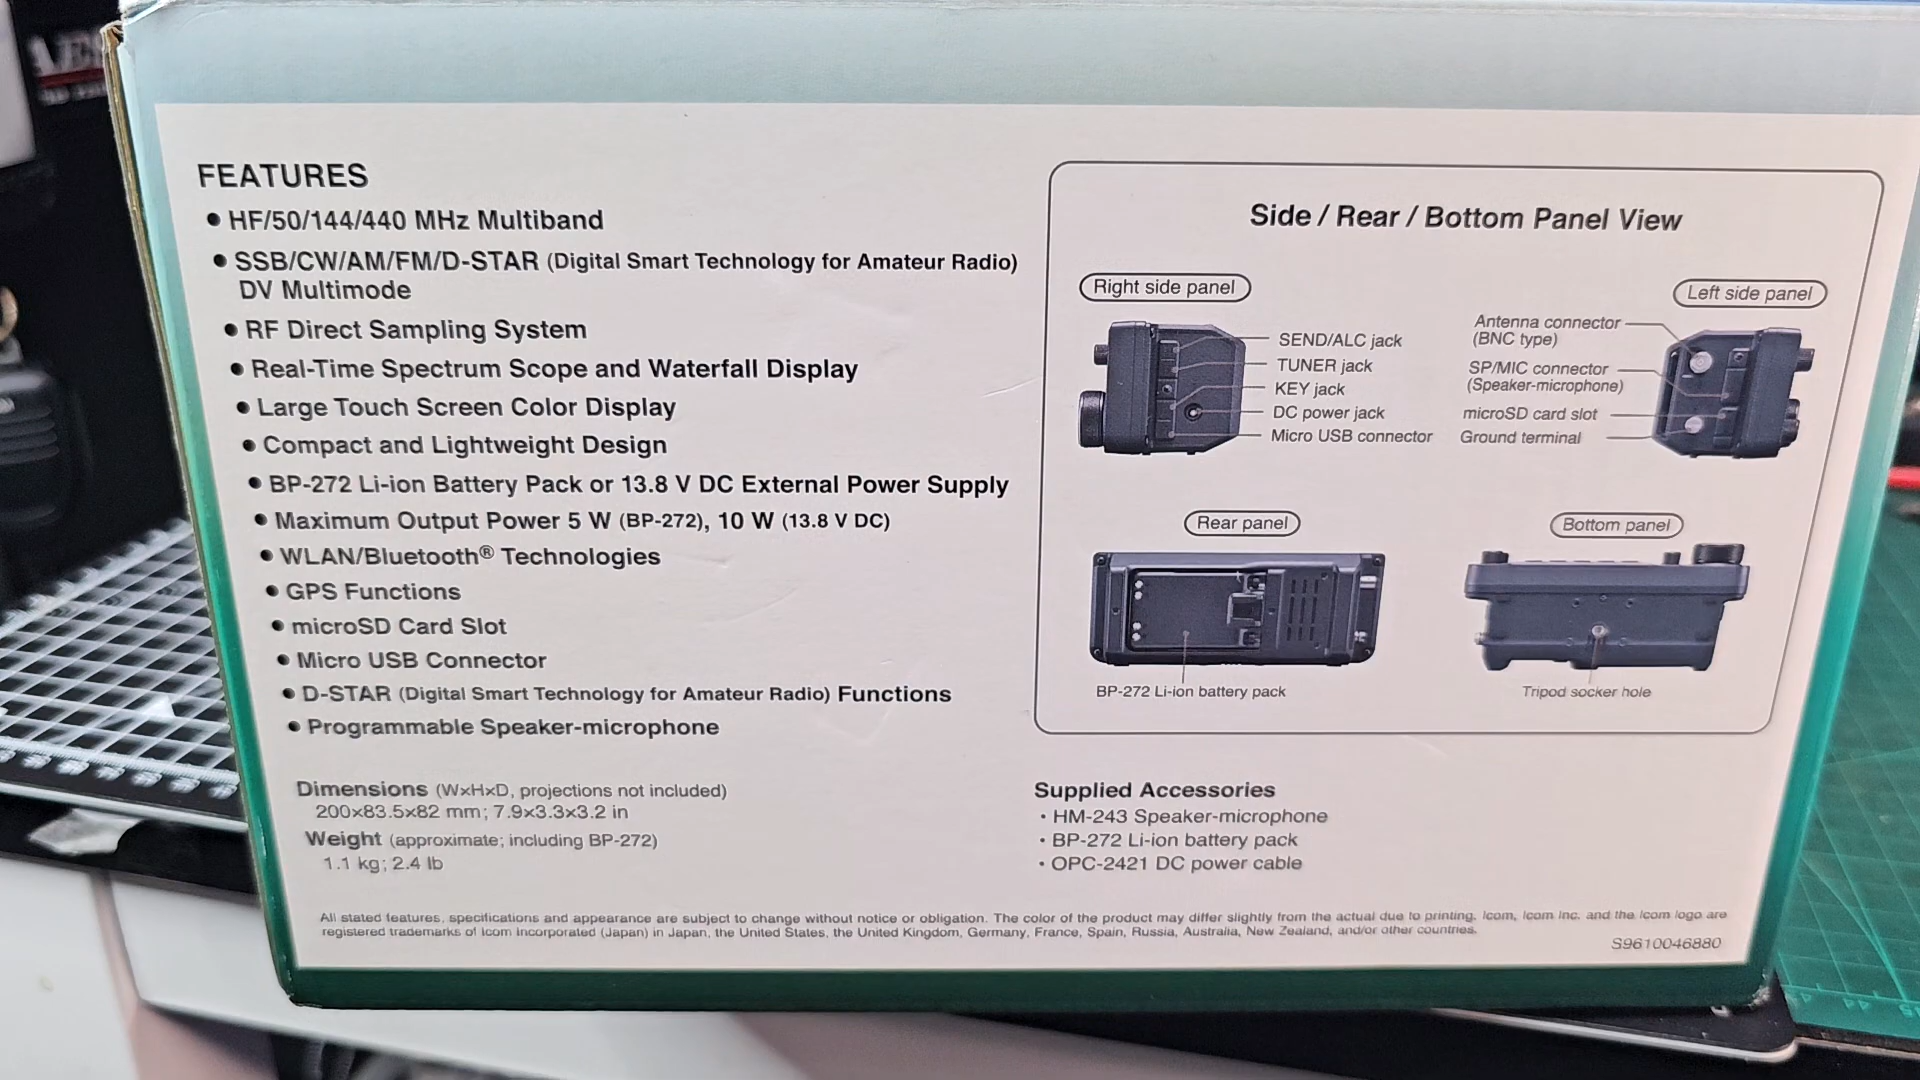 FEATURES
• HF/50/144/440 MHz Multiband
• SSB/CW/AM/FM/D-STAR (Digital Smart Technology for Amateur Radio)
DV Multimode
• RF Direct Sampling System
• Real-Time Spectrum Scope and Waterfall Display
• Large Touch Screen Color Display
• Compact and Lightweight Design
• BP-272 Li-ion Battery Pack or 13.8 V DC External Power Supply
• Maximum Output Power 5 W (BP-272), 10 W (13.8 V DC)
• WLAN/Bluetooth® Technologies
• GPS Functions
• microSD Card Slot
• Micro USB Connector
• D-STAR (Digital Smart Technology for Amateur Radio) Functions
• Programmable Speaker-microphone
Dimensions (W×H×D, projections not included)
200×83.5×82 mm; 7.9×3.3×3.2 in
Weight (approximate; including BP-272)
1.1 kg; 2.4 lb
Side / Rear / Bottom Panel View
Right side panel
SEND/ALC jack
TUNER jack
KEY jack
DC power jack
Micro USB connector
Left side panel
Antenna connector
(BNC type)
SP/MIC connector
(Speaker-microphone)
microSD card slot
Ground terminal
Rear panel
BP-272 Li-ion battery pack
Bottom panel
Tripod socker hole
Supplied Accessories
• HM-243 Speaker-microphone
• BP-272 Li-ion battery pack
• OPC-2421 DC power cable
All stated features, specifications and appearance are subject to change without notice or obligation. The color of the product may differ slightly from the actual due to printing. Icom, Icom Inc. and the Icom logo are
registered trademarks of Icom Incorporated (Japan) in Japan, the United States, the United Kingdom, Germany, France, Spain, Russia, Australia, New Zealand, and/or other countries.
S9610046880